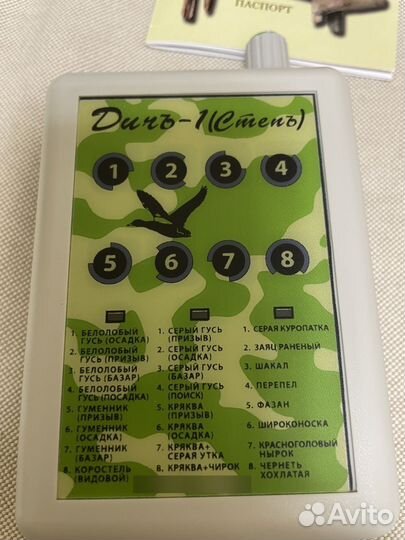 ПАСПОРТ
Дичъ-1(Степъ)
1 2 3 4
5 6 7 8
1. БЕЛОЛОБЫЙ
ГУСЬ (ОСАДКА)
2. БЕЛОЛОБЫЙ
ГУСЬ (ПРИЗЫВ)
3. БЕЛОЛОБЫЙ
ГУСЬ (БАЗАР)
4. БЕЛОЛОБЫЙ
ГУСЬ (ПОСАДКА)
5. ГУМЕННИК
(ПРИЗЫВ)
6. ГУМЕННИК
(ОСАДКА)
7. ГУМЕННИК
(БАЗАР)
8. КОРОСТЕЛЬ
(ВИДОВОЙ)
1. СЕРЫЙ ГУСЬ
(ПРИЗЫВ)
2. СЕРЫЙ ГУСЬ
(ОСАДКА)
3. СЕРЫЙ ГУСЬ
(БАЗАР)
4. СЕРЫЙ ГУСЬ
(ПОИСК)
5. КРЯКВА
(ПРИЗЫВ)
6. КРЯКВА
(ОСАДКА)
7. КРЯКВА+
СЕРАЯ УТКА
8. КРЯКВА+ЧИРОК
1. СЕРАЯ КУРОПАТКА
2. ЗАЯЦ РАНЕНЫЙ
3. ШАКАЛ
4. ПЕРЕПЕЛ
5. ФАЗАН
6. ШИРОКОНОСКА
7. КРАСНОГОЛОВЫЙ
НЫРОК
8. ЧЕРНЕТЬ
ХОХЛАТАЯ
Avito